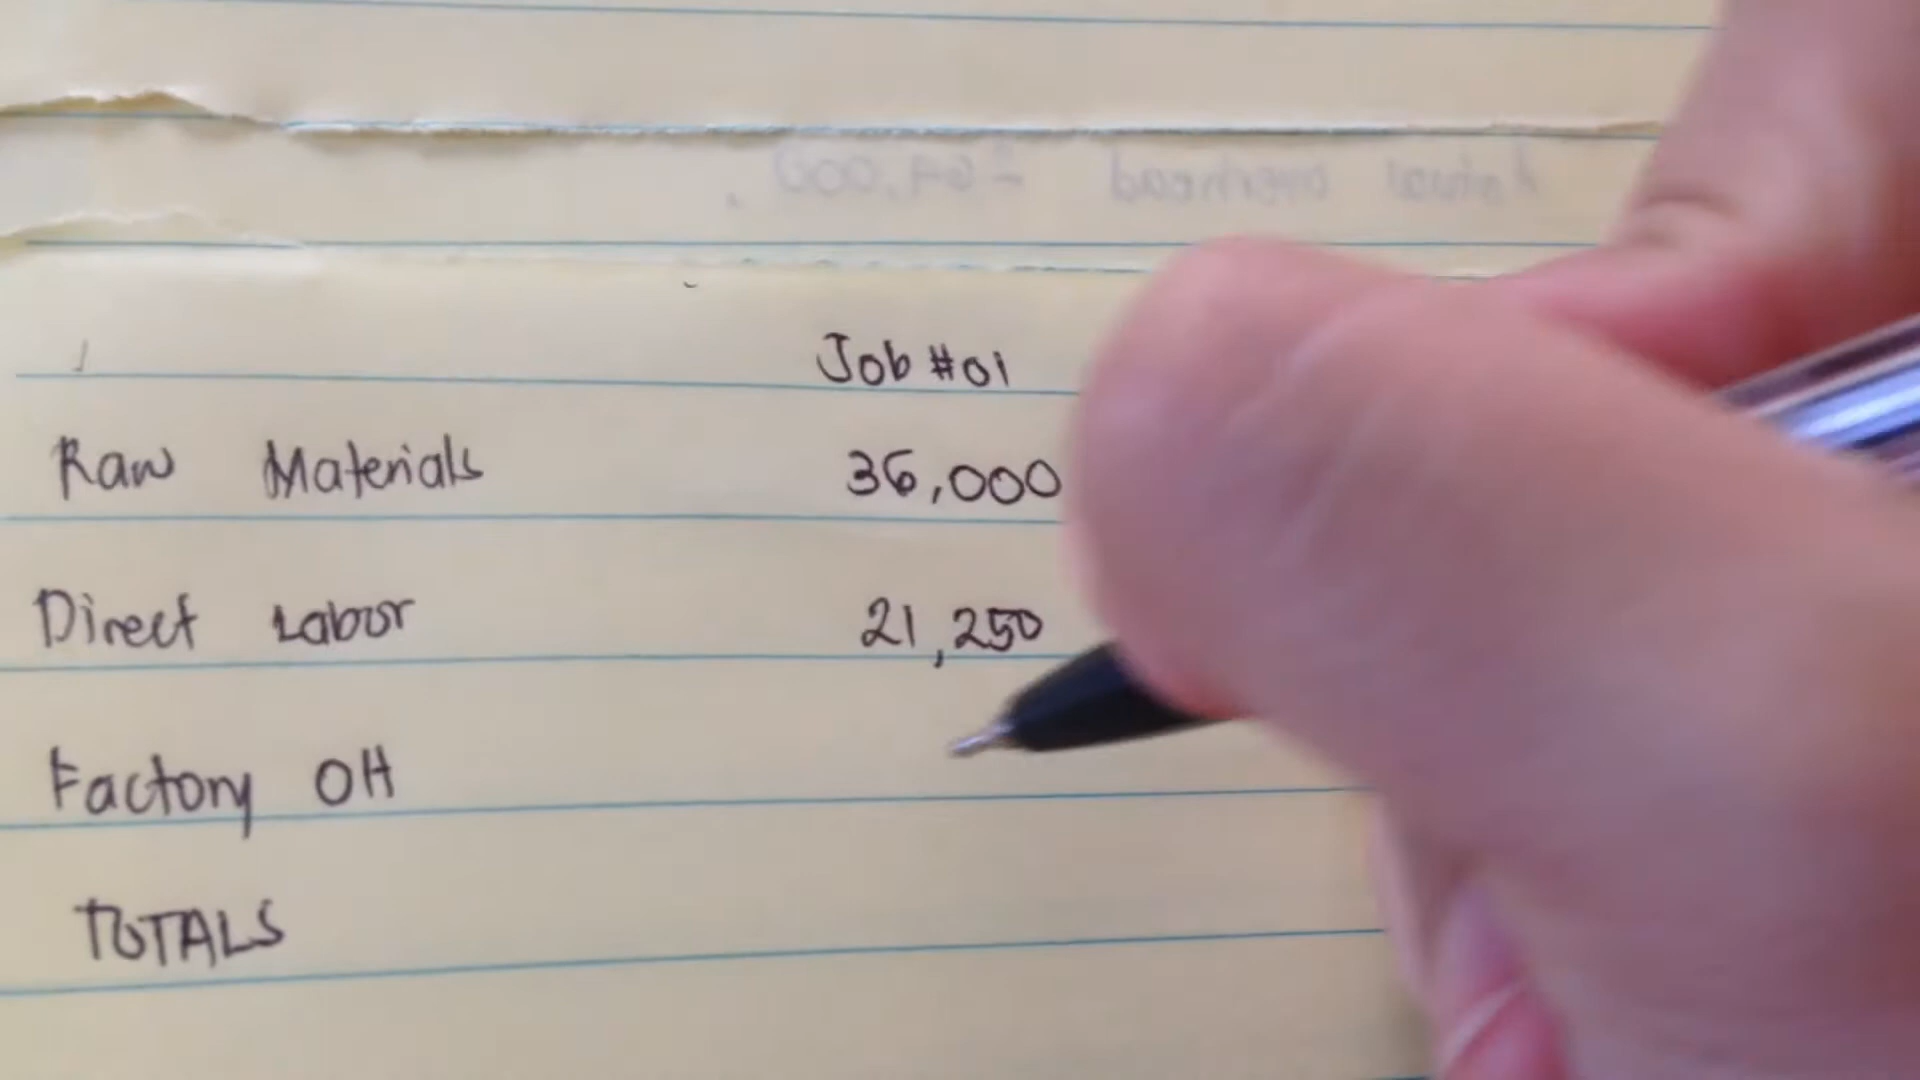 Job #01
Raw Materials 36,000
Direct Labor 21,250
Factory OH
TOTALS